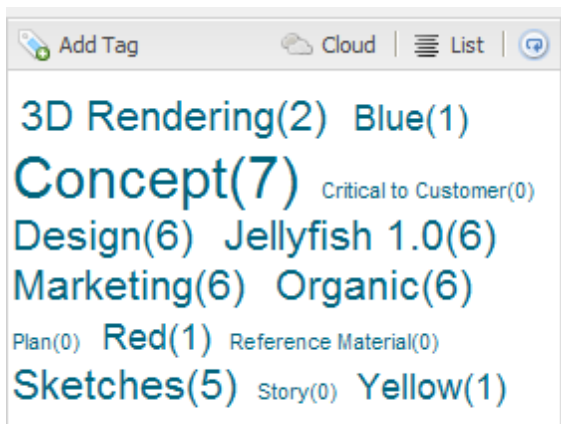 Add Tag Cloud List
3D Rendering(2) Blue(1)
Concept(7) Critical to Customer(0)
Design(6) Jellyfish 1.0(6)
Marketing(6) Organic(6)
Plan(0) Red(1) Reference Material(0)
Sketches(5) Story(0) Yellow(1)